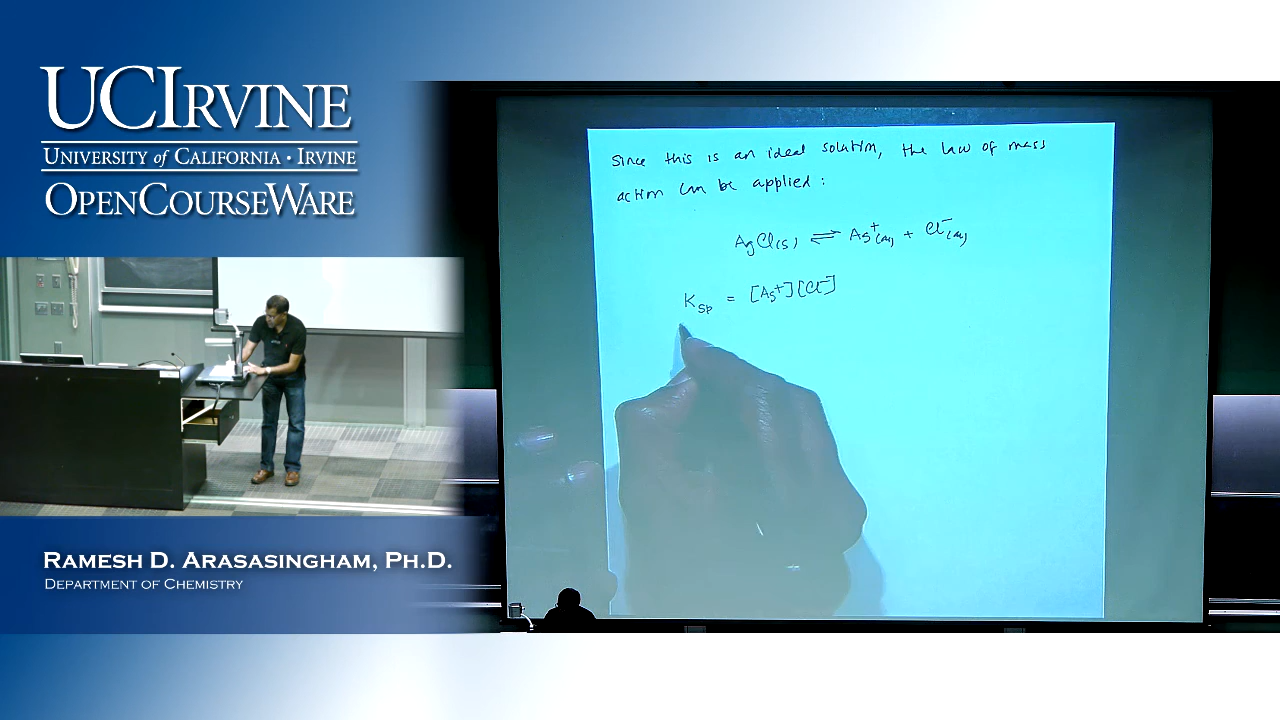 UCIRVINE
UNIVERSITY of CALIFORNIA · IRVINE
OPENCOURSEWARE
RAMESH D. ARASASINGHAM, PH.D.
DEPARTMENT OF CHEMISTRY
Since this is an ideal solution, the law of mass
action can be applied :
AgCl(s) ⇌ Ag⁺(aq) + Cl⁻(aq)
Ksp = [Ag⁺][Cl⁻]